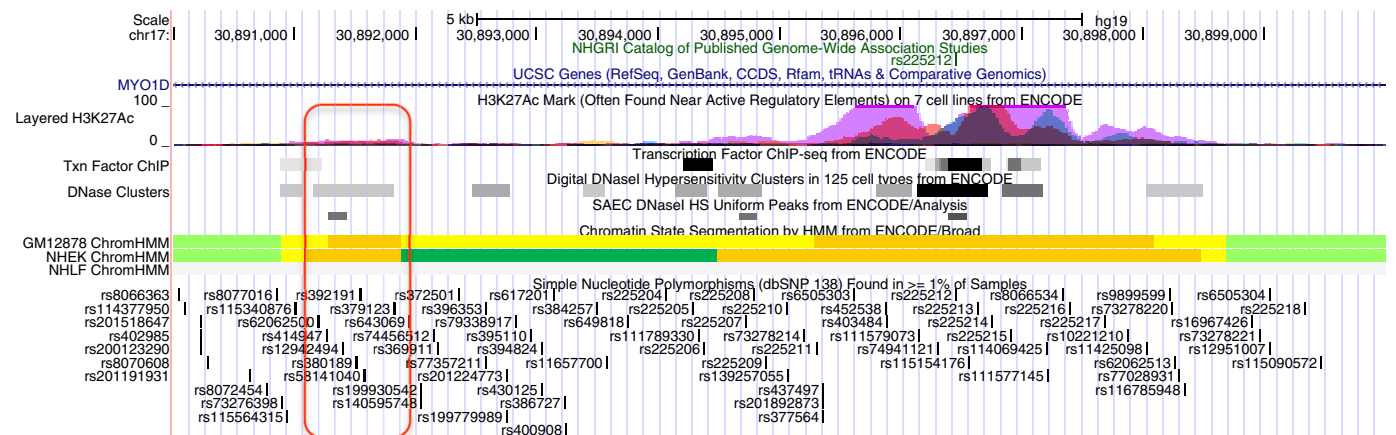 Scale 5 kb hg19
chr17: 30,891,000 30,892,000 30,893,000 30,894,000 30,895,000 30,896,000 30,897,000 30,898,000 30,899,000
NHGRI Catalog of Published Genome-Wide Association Studies
rs225212
UCSC Genes (RefSeq, GenBank, CCDS, Rfam, tRNAs & Comparative Genomics)
MYO1D
H3K27Ac Mark (Often Found Near Active Regulatory Elements) on 7 cell lines from ENCODE
100
Layered H3K27Ac
0
Transcription Factor ChIP-seq from ENCODE
Txn Factor ChIP
Digital DNaseI Hypersensitivity Clusters in 125 cell types from ENCODE
DNase Clusters
SAEC DNaseI HS Uniform Peaks from ENCODE/Analysis
Chromatin State Segmentation by HMM from ENCODE/Broad
GM12878 ChromHMM
NHEK ChromHMM
NHLF ChromHMM
Simple Nucleotide Polymorphisms (dbSNP 138) Found in >= 1% of Samples
rs8066363 rs8077016 rs392191 rs372501 rs617201 rs225204 rs225208 rs6505303 rs225212 rs8066534 rs9899599 rs6505304
rs114377950 rs115340876 rs379123 rs396353 rs384257 rs225205 rs225210 rs452538 rs225213 rs225216 rs73278220 rs225218
rs201518647 rs62062500 rs643069 rs79338917 rs649818 rs225207 rs403484 rs225214 rs225217 rs16967426
rs402985 rs414947 rs74456512 rs395110 rs111789330 rs73278214 rs111579073 rs225215 rs10221210 rs73278221
rs200123290 rs12942494 rs369911 rs394824 rs225206 rs225211 rs74941121 rs114069425 rs11425098 rs12951007
rs8070608 rs380189 rs77357211 rs11657700 rs225209 rs115154176 rs62062513 rs115090572
rs201191931 rs58141040 rs201224773 rs139257055 rs111577145 rs77028931
rs8072454 rs199930542 rs430125 rs437497 rs116785948
rs73276398 rs140595748 rs386727 rs201892873
rs115564315 rs199779989 rs377564
rs400908